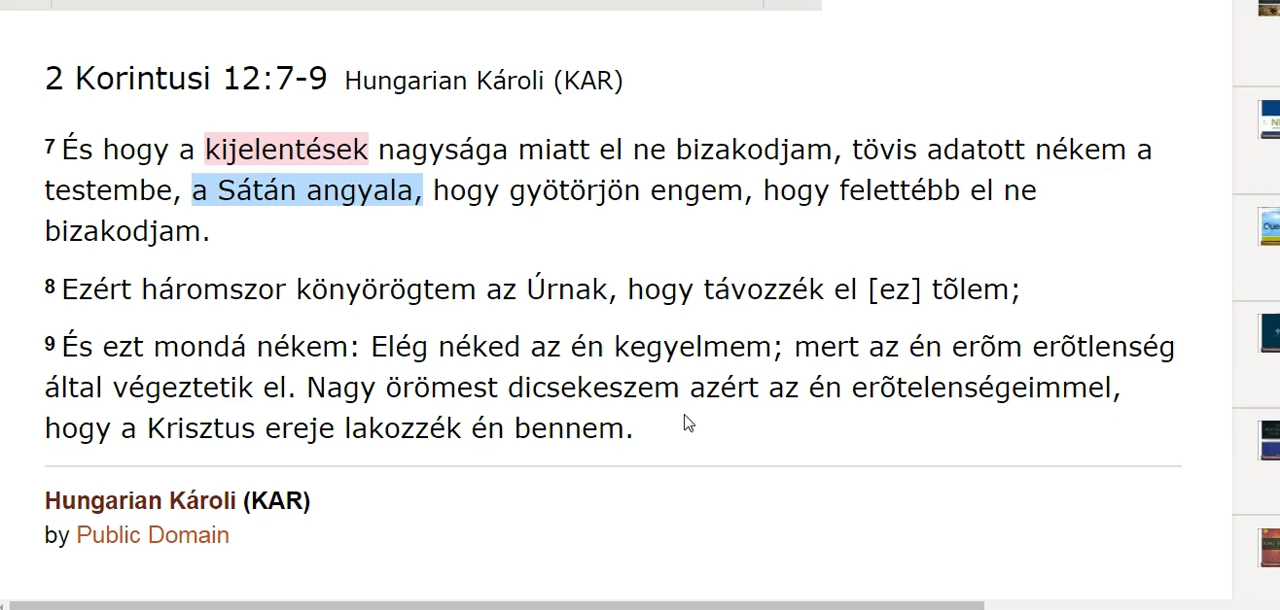 2 Korintusi 12:7-9 Hungarian Károli (KAR)
7 És hogy a kijelentések nagysága miatt el ne bizakodjam, tövis adatott nékem a
testembe, a Sátán angyala, hogy gyötörjön engem, hogy felettébb el ne
bizakodjam.
8 Ezért háromszor könyörögtem az Úrnak, hogy távozzék el [ez] tõlem;
9 És ezt mondá nékem: Elég néked az én kegyelmem; mert az én erõm erõtlenség
által végeztetik el. Nagy örömest dicsekeszem azért az én erõtelenségeimmel,
hogy a Krisztus ereje lakozzék én bennem.
Hungarian Károli (KAR)
by Public Domain